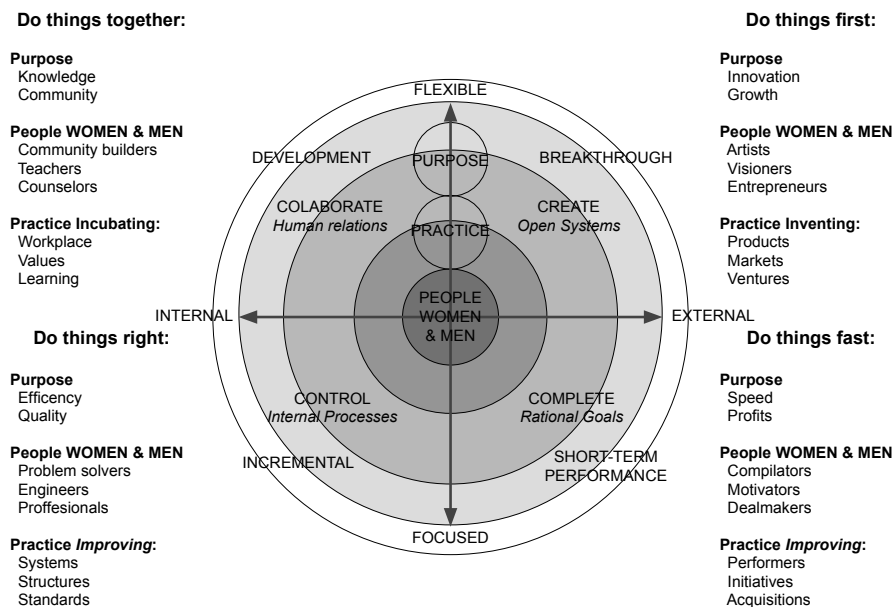 Do things together:
Purpose
Knowledge
Community
People WOMEN & MEN
Community builders
Teachers
Counselors
Practice Incubating:
Workplace
Values
Learning
Do things first:
Purpose
Innovation
Growth
People WOMEN & MEN
Artists
Visioners
Entrepreneurs
Practice Inventing:
Products
Markets
Ventures
FLEXIBLE
DEVELOPMENT
PURPOSE
BREAKTHROUGH
COLABORATE
Human relations
PRACTICE
CREATE
Open Systems
INTERNAL
PEOPLE
WOMEN
& MEN
EXTERNAL
CONTROL
Internal Processes
COMPLETE
Rational Goals
INCREMENTAL
SHORT-TERM
PERFORMANCE
FOCUSED
Do things right:
Purpose
Efficency
Quality
People WOMEN & MEN
Problem solvers
Engineers
Proffesionals
Practice Improving:
Systems
Structures
Standards
Do things fast:
Purpose
Speed
Profits
People WOMEN & MEN
Compilators
Motivators
Dealmakers
Practice Improving:
Performers
Initiatives
Acquisitions